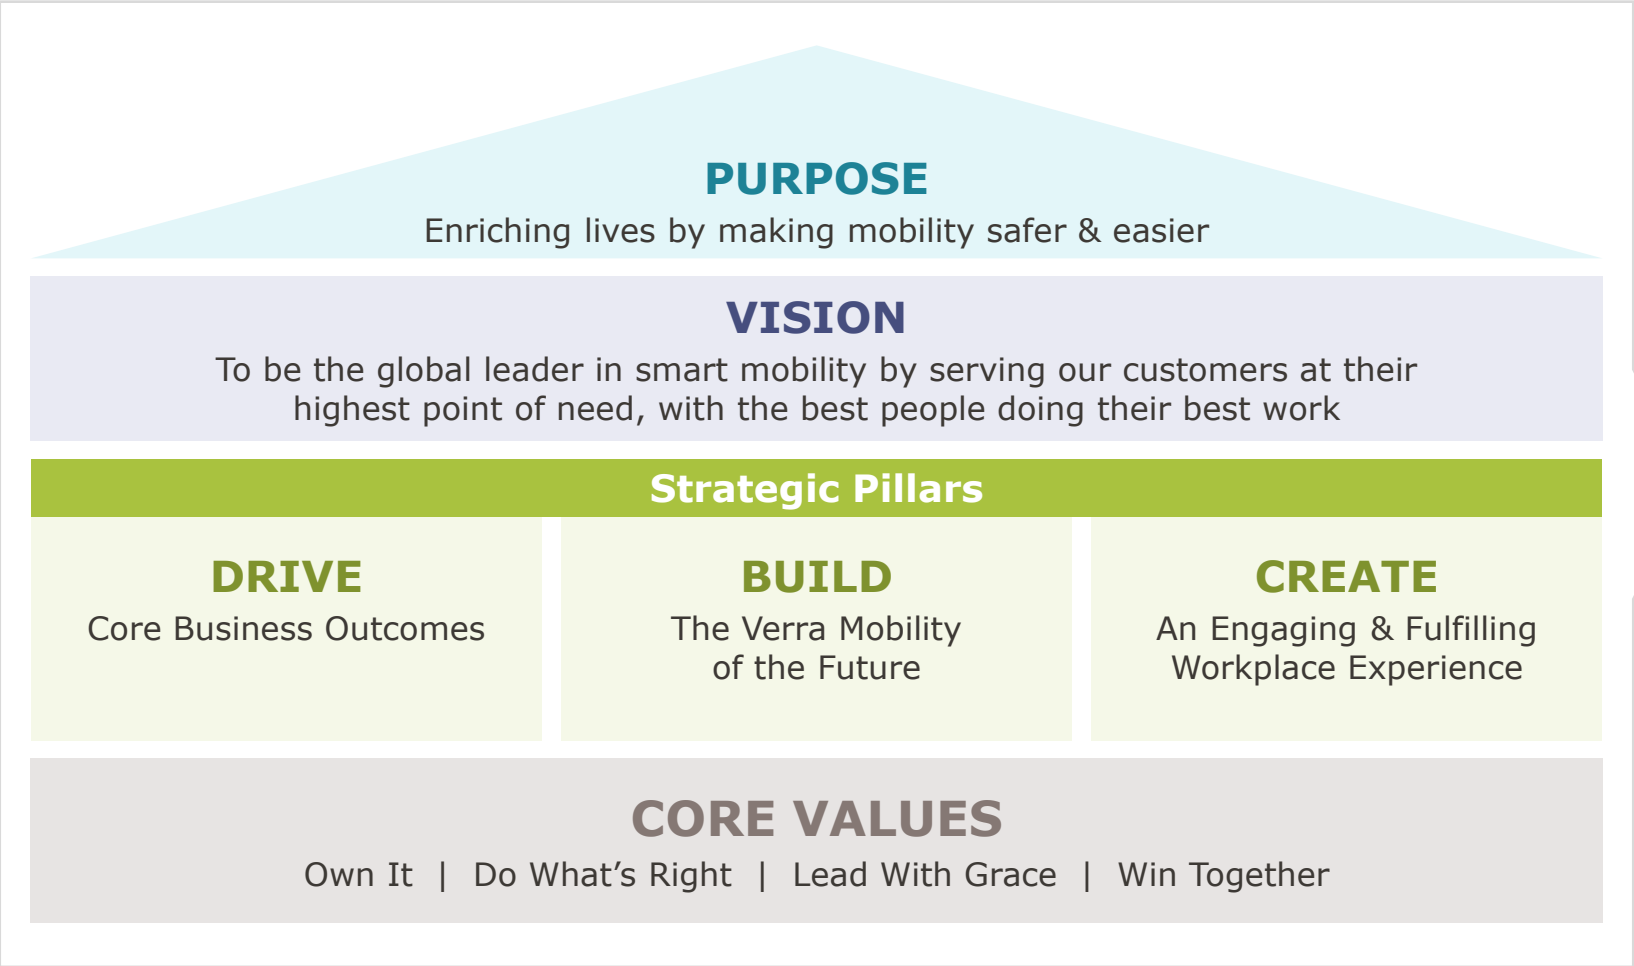 PURPOSE
Enriching lives by making mobility safer & easier
VISION
To be the global leader in smart mobility by serving our customers at their
highest point of need, with the best people doing their best work
Strategic Pillars
DRIVE
Core Business Outcomes
BUILD
The Verra Mobility
of the Future
CREATE
An Engaging & Fulfilling
Workplace Experience
CORE VALUES
Own It | Do What’s Right | Lead With Grace | Win Together